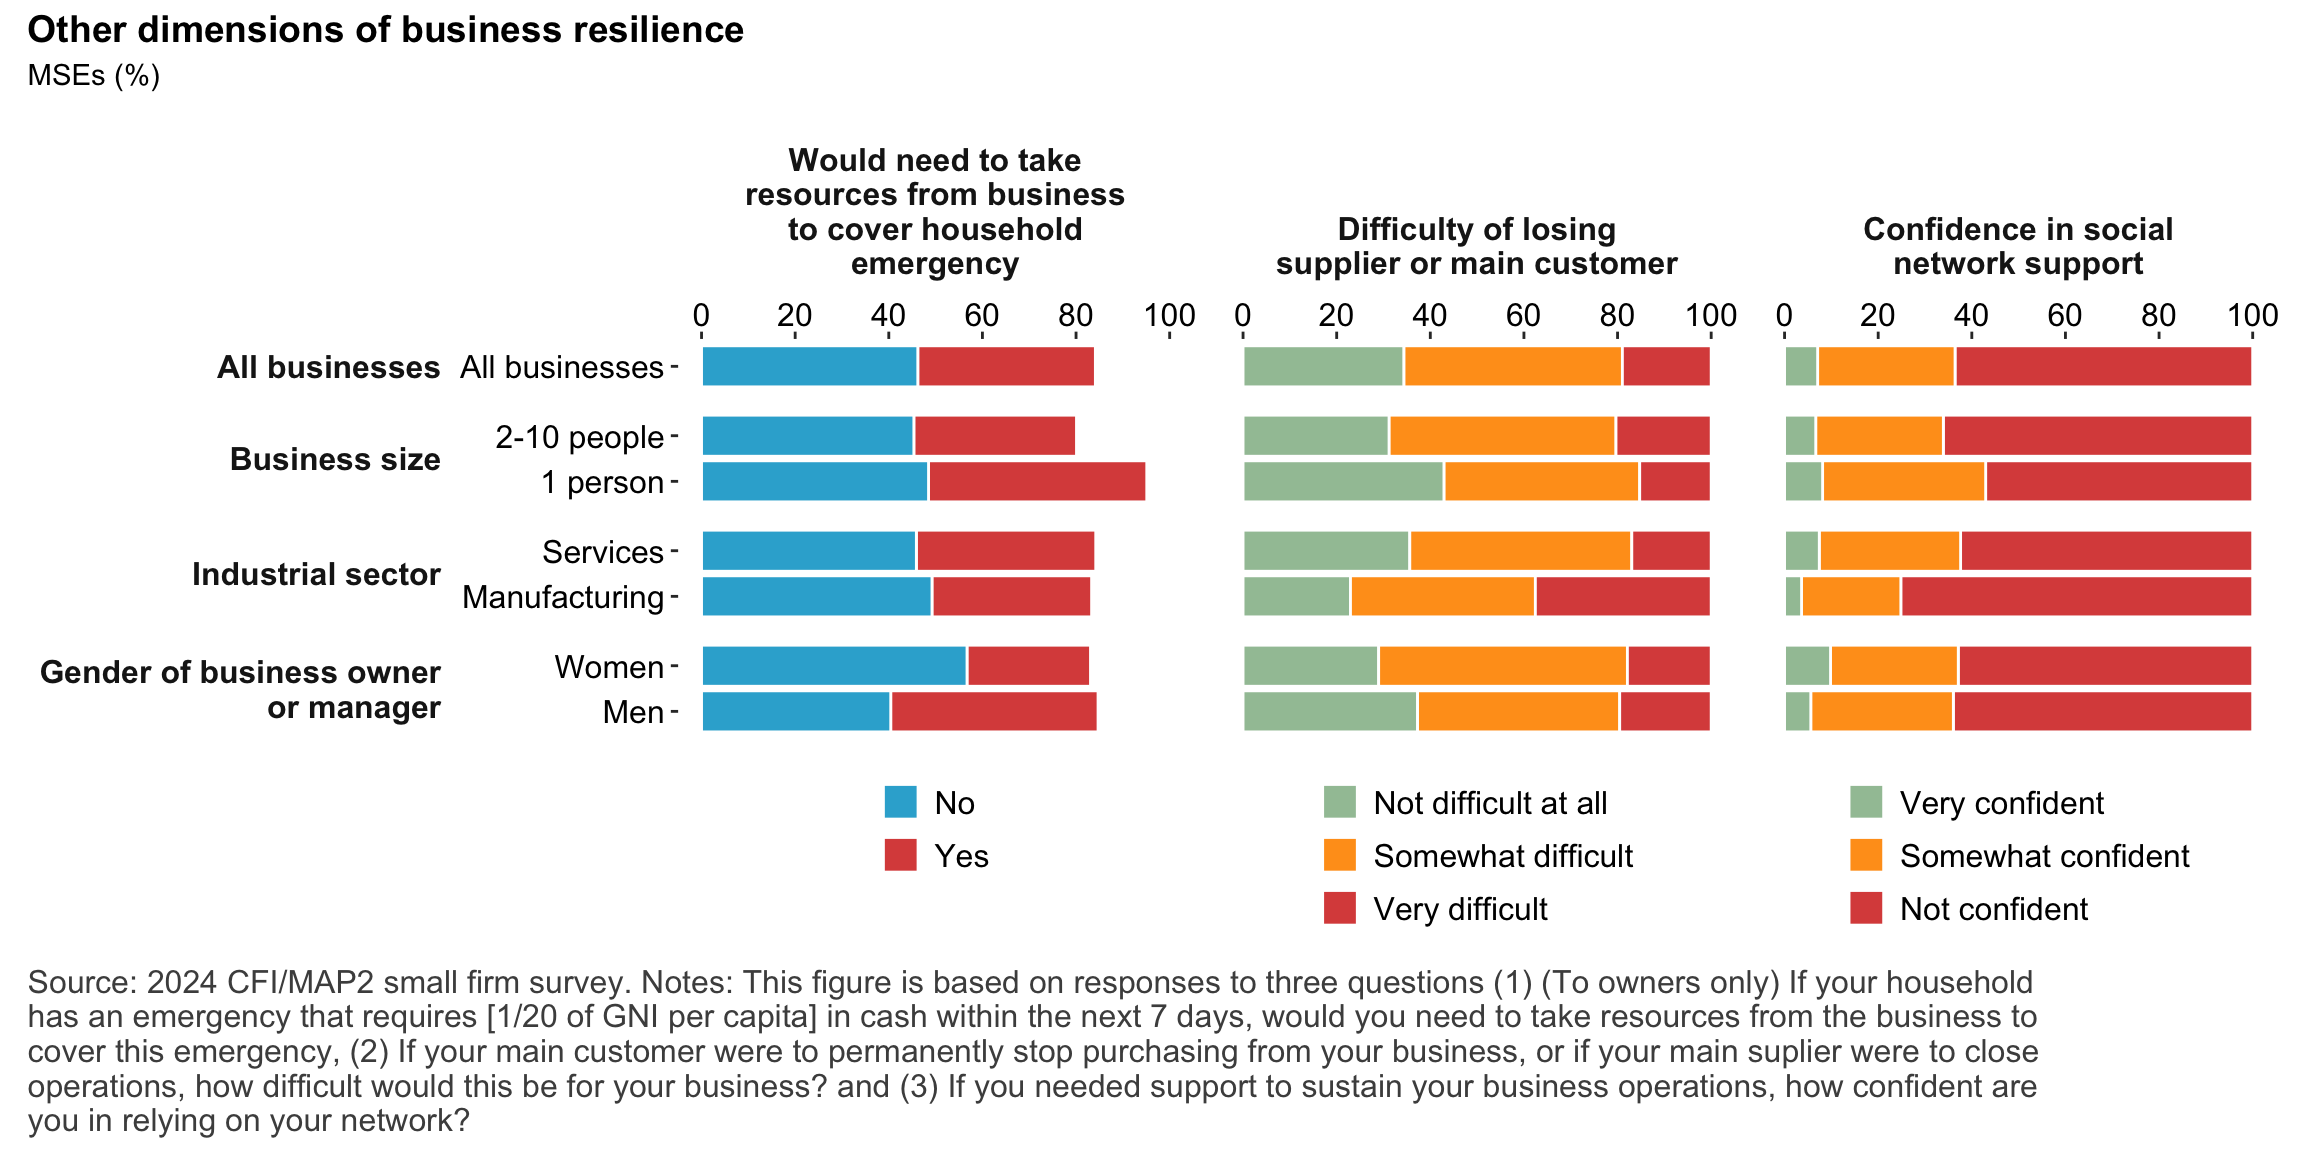 Other dimensions of business resilience
MSEs (%)
Would need to take
resources from business
to cover household
emergency
Difficulty of losing
supplier or main customer
Confidence in social
network support
0 20 40 60 80 100 0 20 40 60 80 100 0 20 40 60 80 100
All businesses All businesses
Business size
2-10 people
1 person
Industrial sector
Services
Manufacturing
Gender of business owner
or manager
Women
Men
No
Yes
Not difficult at all
Somewhat difficult
Very difficult
Very confident
Somewhat confident
Not confident
Source: 2024 CFI/MAP2 small firm survey. Notes: This figure is based on responses to three questions (1) (To owners only) If your household
has an emergency that requires [1/20 of GNI per capita] in cash within the next 7 days, would you need to take resources from the business to
cover this emergency, (2) If your main customer were to permanently stop purchasing from your business, or if your main suplier were to close
operations, how difficult would this be for your business? and (3) If you needed support to sustain your business operations, how confident are
you in relying on your network?